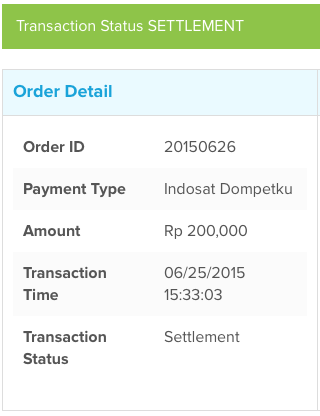 Transaction Status SETTLEMENT
Order Detail
Order ID 20150626
Payment Type Indosat Dompetku
Amount Rp 200,000
Transaction Time 06/25/2015 15:33:03
Transaction Status Settlement